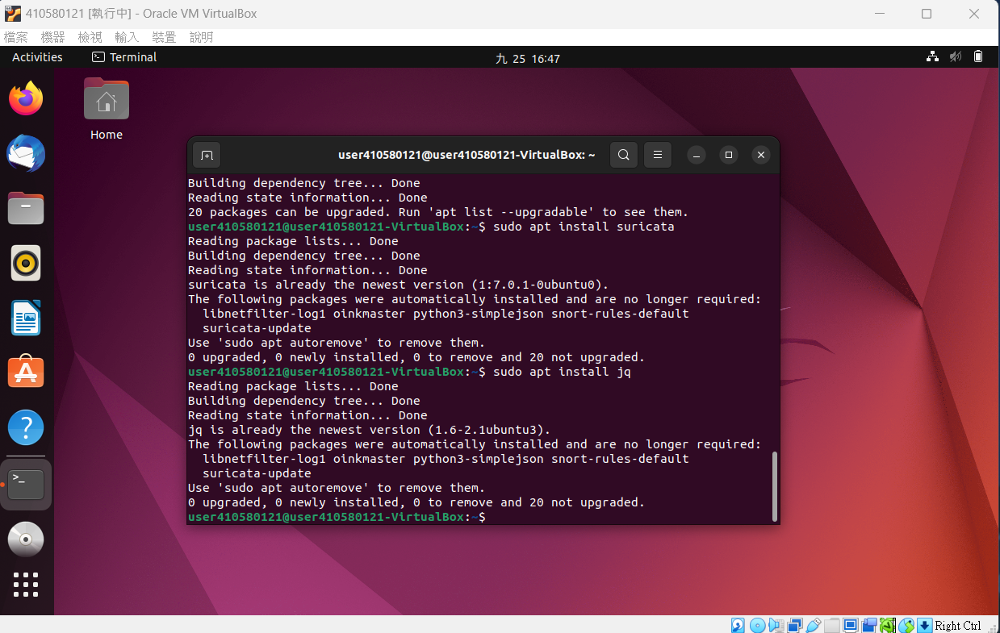 410580121 [執行中] - Oracle VM VirtualBox
檔案 機器 檢視 輸入 裝置 說明
Activities Terminal 九 25 16:47
Home
user410580121@user410580121-VirtualBox: ~
Building dependency tree... Done
Reading state information... Done
20 packages can be upgraded. Run 'apt list --upgradable' to see them.
user410580121@user410580121-VirtualBox:~$ sudo apt install suricata
Reading package lists... Done
Building dependency tree... Done
Reading state information... Done
suricata is already the newest version (1:7.0.1-0ubuntu0).
The following packages were automatically installed and are no longer required:
  libnetfilter-log1 oinkmaster python3-simplejson snort-rules-default
  suricata-update
Use 'sudo apt autoremove' to remove them.
0 upgraded, 0 newly installed, 0 to remove and 20 not upgraded.
user410580121@user410580121-VirtualBox:~$ sudo apt install jq
Reading package lists... Done
Building dependency tree... Done
Reading state information... Done
jq is already the newest version (1.6-2.1ubuntu3).
The following packages were automatically installed and are no longer required:
  libnetfilter-log1 oinkmaster python3-simplejson snort-rules-default
  suricata-update
Use 'sudo apt autoremove' to remove them.
0 upgraded, 0 newly installed, 0 to remove and 20 not upgraded.
user410580121@user410580121-VirtualBox:~$
Right Ctrl